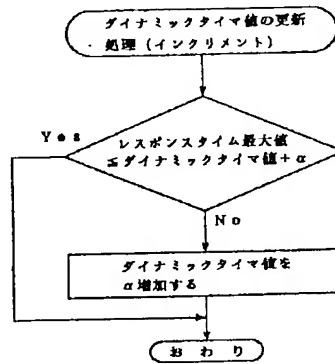 ダイナミックタイマ値の更新
処理（インクリメント）
Yes
レスポンスタイム最大値
≦ダイナミックタイマ値＋α
No
ダイナミックタイマ値を
α増加する
おわり